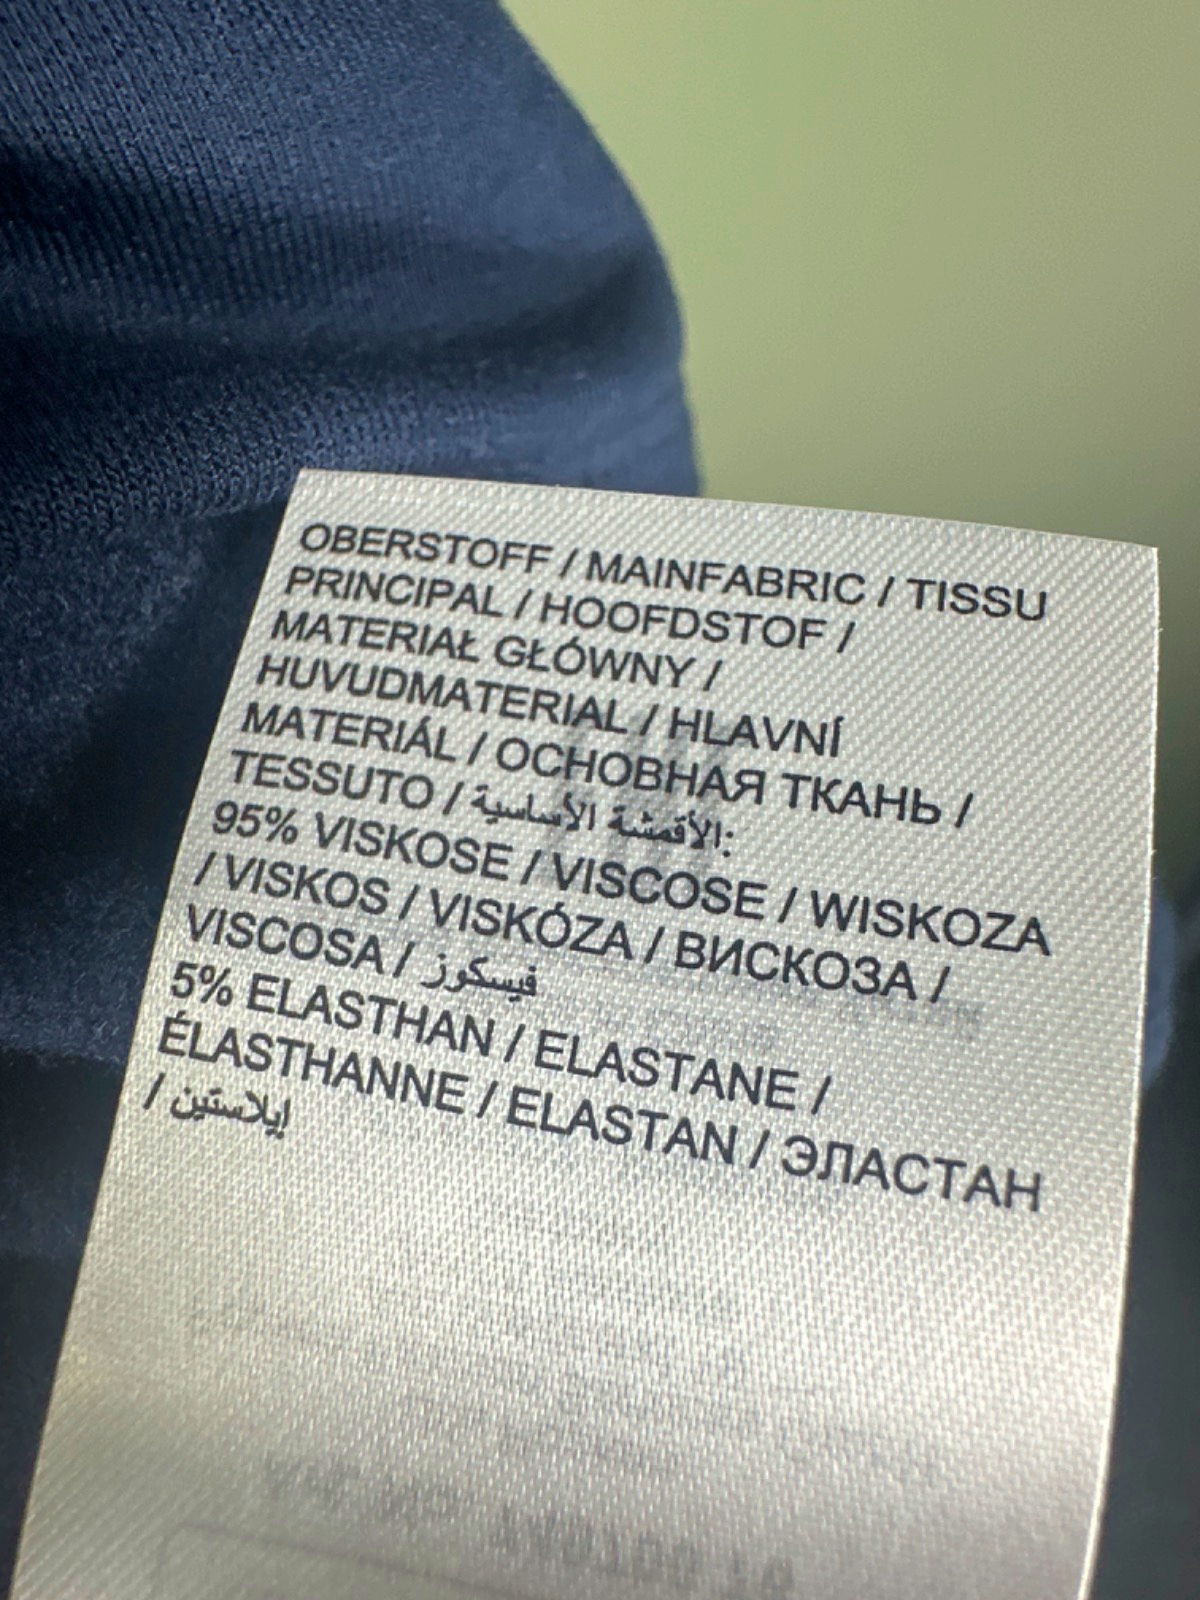 OBERSTOFF / MAINFABRIC / TISSU
PRINCIPAL / HOOFDSTOF /
MATERIAŁ GŁÓWNY /
HUVUDMATERIAL / HLAVNÍ
MATERIÁL / ОСНОВНАЯ ТКАНЬ /
TESSUTO / الأقمشة الأساسية:
95% VISKOSE / VISCOSE / WISKOZA
/ VISKOS / VISKÓZA / ВИСКОЗА /
VISCOSA / فيسكوز
5% ELASTHAN / ELASTANE /
ÉLASTHANNE / ELASTAN / ЭЛАСТАН
/ إيلاستين